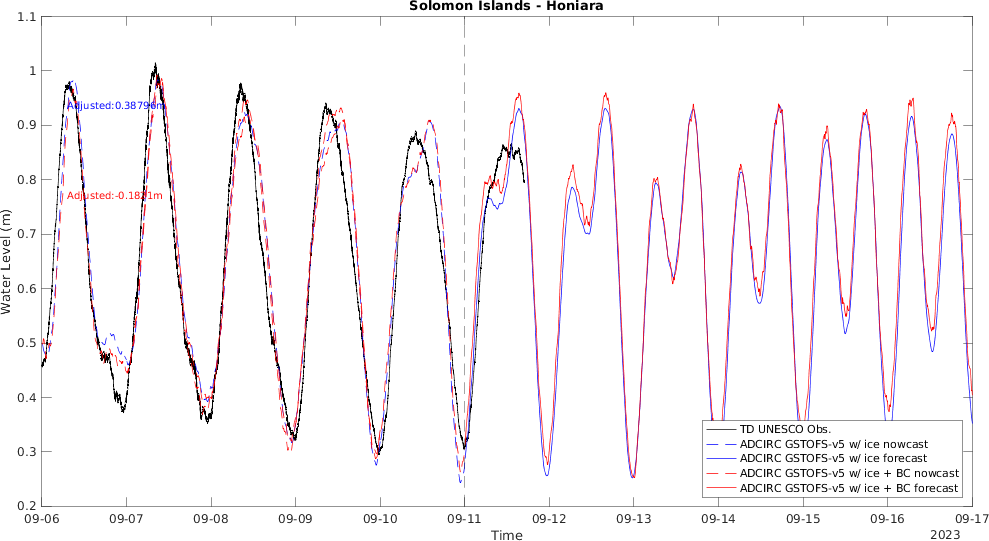 Solomon Islands - Honiara
1.1
1
0.9
0.8
0.7
0.6
0.5
0.4
0.3
0.2
Water Level (m)
Adjusted:0.38796m
Adjusted:-0.1821m
TD UNESCO Obs.
ADCIRC GSTOFS-v5 w/ ice nowcast
ADCIRC GSTOFS-v5 w/ ice forecast
ADCIRC GSTOFS-v5 w/ ice + BC nowcast
ADCIRC GSTOFS-v5 w/ ice + BC forecast
09-06 09-07 09-08 09-09 09-10 09-11 09-12 09-13 09-14 09-15 09-16 09-17
Time
2023